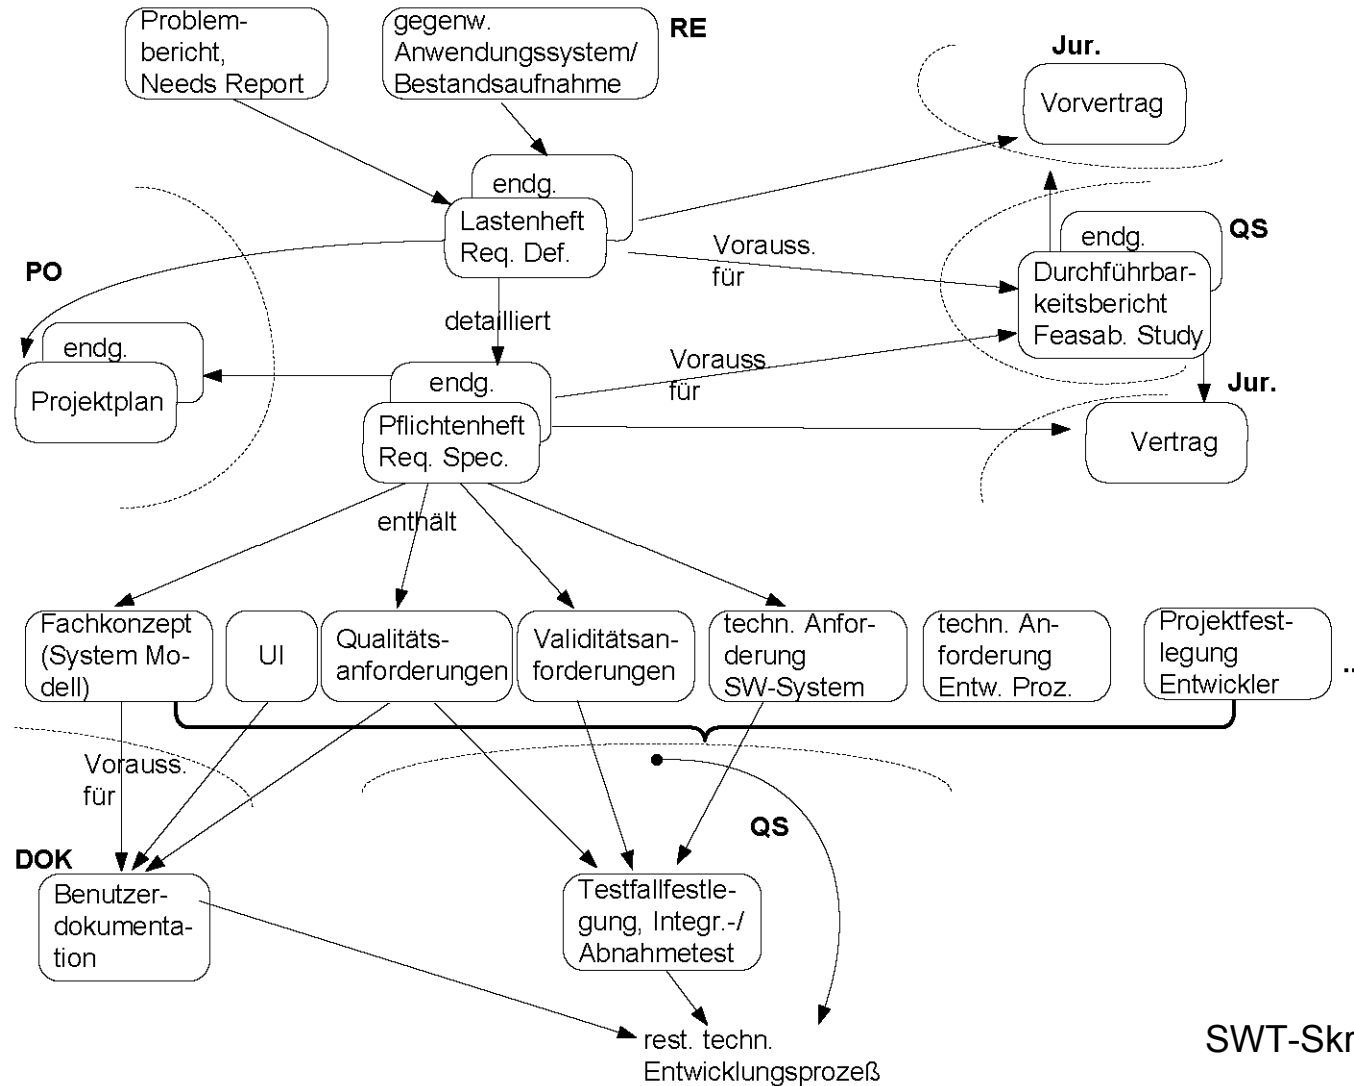 Problem-
bericht,
Needs Report
gegenw.
Anwendungssystem/
Bestandsaufnahme
RE
Jur.
Vorvertrag
endg.
Lastenheft
Req. Def.
Vorauss.
für
endg.
QS
Durchführbar-
keitsbericht
Feasab. Study
PO
endg.
Projektplan
detailliert
Vorauss.
für
endg.
Pflichtenheft
Req. Spec.
Jur.
Vertrag
enthält
Fachkonzept
(System Mo-
dell)
UI
Qualitäts-
anforderungen
Validitätsan-
forderungen
techn. Anfor-
derung
SW-System
techn. An-
forderung
Entw. Proz.
Projektfest-
legung
Entwickler
..
Vorauss.
für
QS
DOK
Benutzer-
dokumenta-
tion
Testfallfestle-
gung, Integr.-/
Abnahmetest
rest. techn.
Entwicklungsprozeß
SWT-Skr